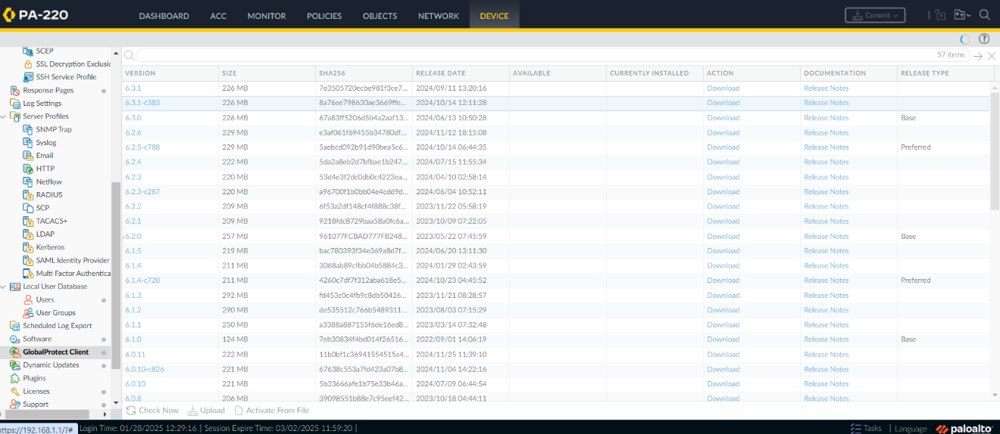 PA-220 DASHBOARD ACC MONITOR POLICIES OBJECTS NETWORK DEVICE Commit
SCEP
SSL Decryption Exclusic
SSH Service Profile
Response Pages
Log Settings
Server Profiles
SNMP Trap
Syslog
Email
HTTP
Netflow
RADIUS
SCP
TACACS+
LDAP
Kerberos
SAML Identity Provider
Multi Factor Authentica
Local User Database
Users
User Groups
Scheduled Log Export
Software
GlobalProtect Client
Dynamic Updates
Plugins
Licenses
Support
57 items
VERSION SIZE SHA256 RELEASE DATE AVAILABLE CURRENTLY INSTALLED ACTION DOCUMENTATION RELEASE TYPE
6.3.1 226 MB 7e3505720ecbe981f3ce7... 2024/09/11 13:20:16 Download Release Notes
6.3.1-c383 226 MB 8a76ee798630ae3669ffe... 2024/10/14 12:11:28 Download Release Notes
6.3.0 226 MB 67a83ff5206d5b4a2aaf13... 2024/06/13 10:50:28 Download Release Notes Base
6.2.6 229 MB e3af061f69455b34780df... 2024/11/12 18:15:08 Download Release Notes
6.2.5-c788 229 MB 5aebcd092b91d90bea5c6... 2024/10/14 06:44:35 Download Release Notes Preferred
6.2.4 222 MB 5da2a8eb2d7bfbae1b247... 2024/07/15 11:55:34 Download Release Notes
6.2.3 220 MB 53d4e3f2dc0db0c4223ea... 2024/04/10 02:58:14 Download Release Notes
6.2.3-c287 220 MB a96700f1b0bb04e4cdd9d... 2024/06/04 10:52:11 Download Release Notes
6.2.2 209 MB 6f53a2df148cf4f888c38f... 2023/11/22 05:58:19 Download Release Notes
6.2.1 209 MB 9218fdc8729baa58a0fc6a... 2023/10/09 07:22:05 Download Release Notes
6.2.0 257 MB 961077FCBAD777FB248... 2023/05/22 07:45:59 Download Release Notes Base
6.1.5 219 MB bac780393f34e369a8d7f... 2024/06/20 13:11:30 Download Release Notes
6.1.4 211 MB 3068ab89cfbb04b5884c3... 2024/01/29 02:43:59 Download Release Notes
6.1.4-c720 211 MB 4260c7df7f312aba618e5... 2024/10/23 04:45:52 Download Release Notes Preferred
6.1.3 292 MB fd453c0c4fb9c8db50426... 2023/11/21 08:28:57 Download Release Notes
6.1.2 290 MB de535512c766b5489311... 2023/08/03 07:15:29 Download Release Notes
6.1.1 250 MB a3388a887155f6de16ed8... 2023/03/14 07:32:48 Download Release Notes
6.1.0 124 MB 7eb30834f4bd014f26516... 2022/09/01 14:06:19 Download Release Notes Base
6.0.11 222 MB 11b0bf1c36941554515a4... 2024/11/25 11:39:10 Download Release Notes
6.0.10-c826 221 MB 67638c553a7fd423a07b8... 2024/11/04 14:22:16 Download Release Notes
6.0.10 221 MB 5b33666afe1b75e33b46a... 2024/07/09 06:44:54 Download Release Notes
6.0.8 206 MB 39098551b88e7c95eef42... 2023/10/18 04:44:11 Download Release Notes
Check Now Upload Activate From File
https://192.168.1.1/?# Login Time: 01/28/2025 12:29:16 | Session Expire Time: 03/02/2025 11:59:20 | Tasks | Language paloalto